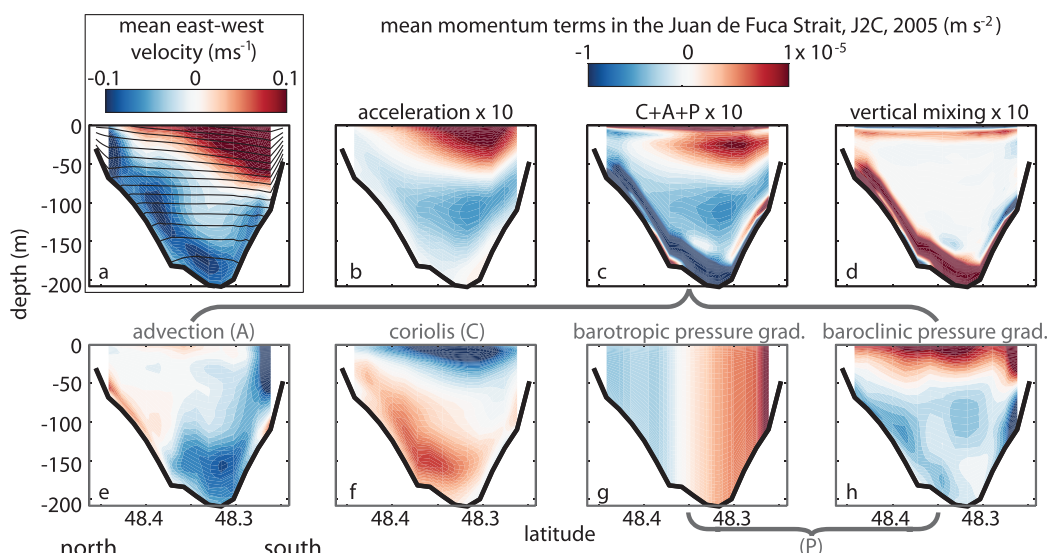 mean east-west
velocity (ms-1)
-0.1 0 0.1
mean momentum terms in the Juan de Fuca Strait, J2C, 2005 (m s-2)
-1 0 1 x 10-5
acceleration x 10
C+A+P x 10
vertical mixing x 10
0
-50
-100
-150
-200
depth (m)
a
b
c
d
advection (A)
coriolis (C)
barotropic pressure grad.
baroclinic pressure grad.
0
-50
-100
-150
-200
e
f
g
h
48.4 48.3
48.4 48.3
48.4 48.3
48.4 48.3
north south
latitude
(P)